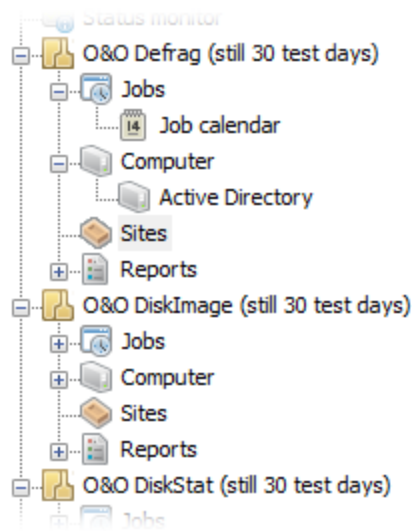 Status monitor
O&O Defrag (still 30 test days)
Jobs
14 Job calendar
Computer
Active Directory
Sites
Reports
O&O DiskImage (still 30 test days)
Jobs
Computer
Sites
Reports
O&O DiskStat (still 30 test days)
Jobs